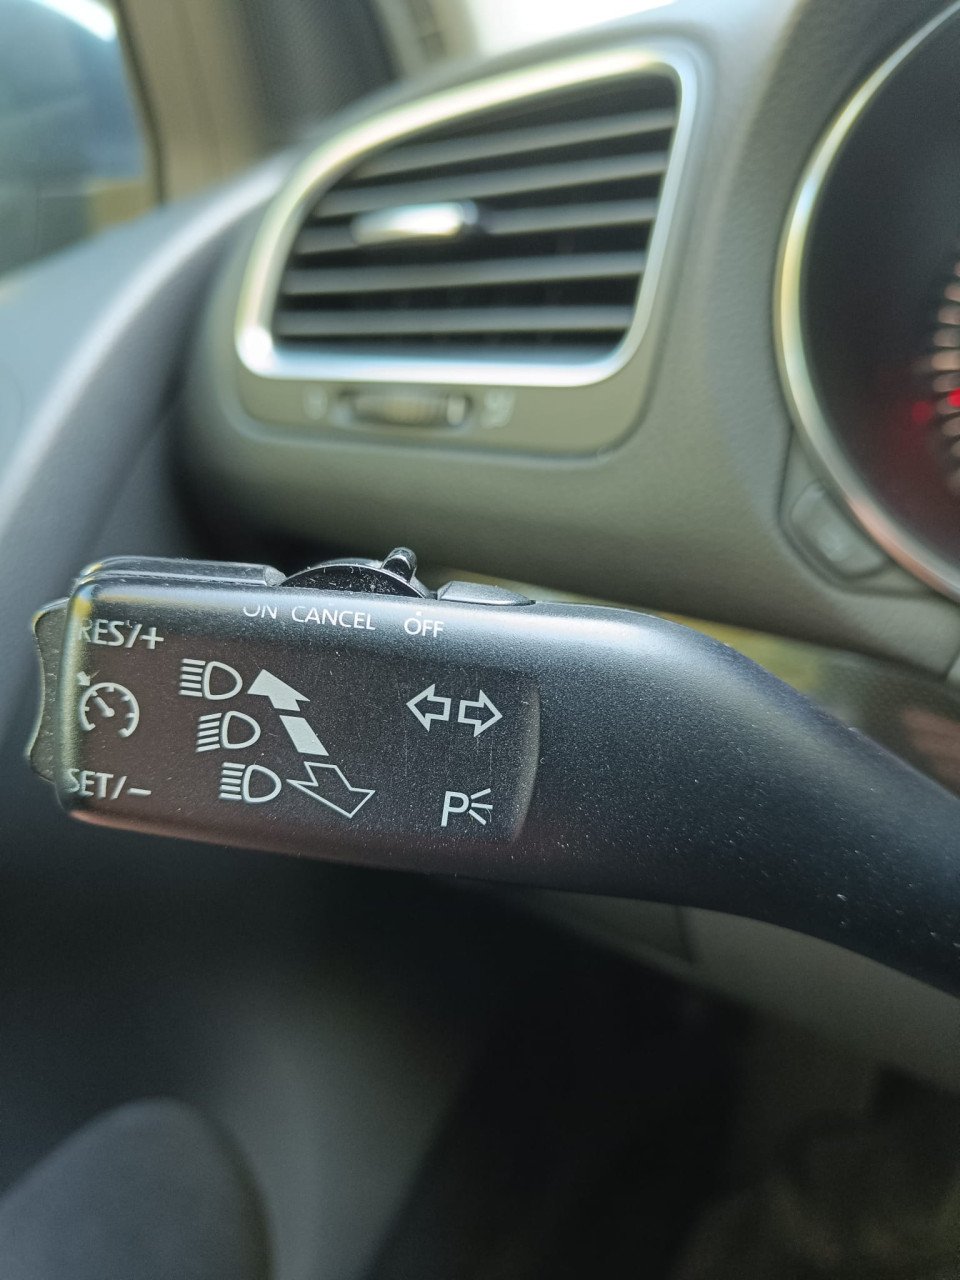 ON CANCEL OFF
RES/+
SET/-
P